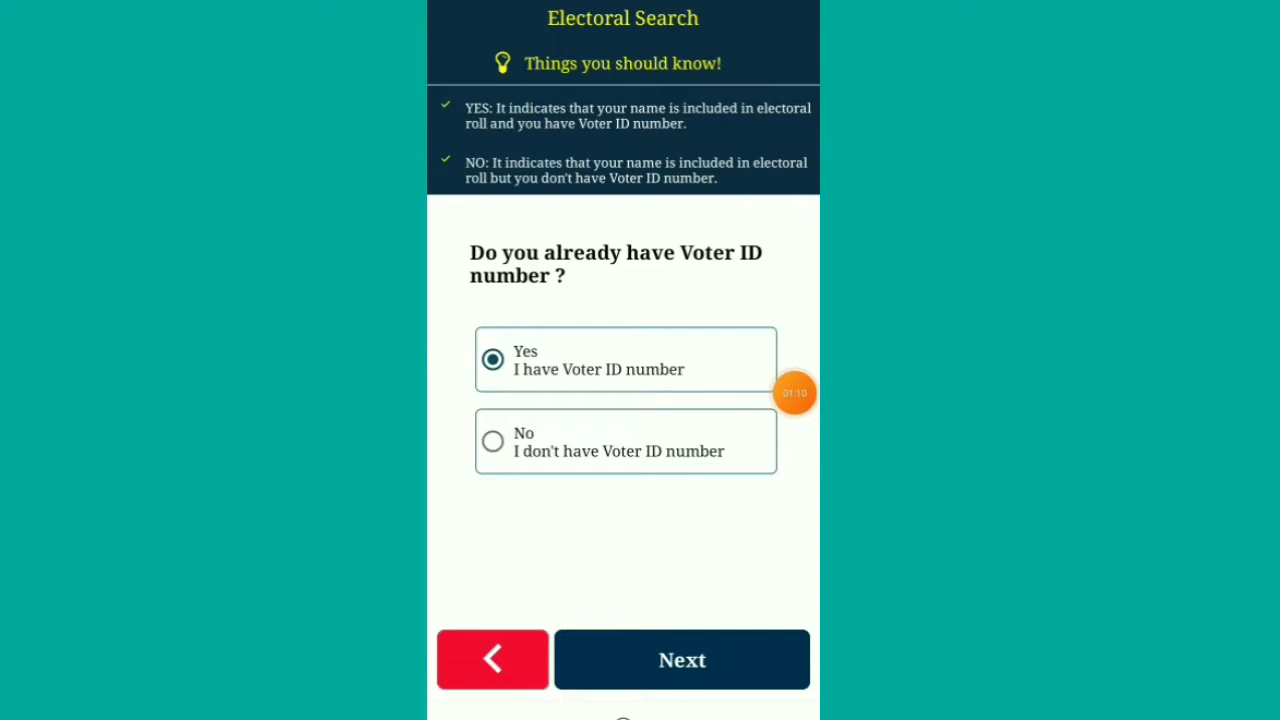 Electoral Search
Things you should know!
YES: It indicates that your name is included in electoral
roll and you have Voter ID number.
NO: It indicates that your name is included in electoral
roll but you don't have Voter ID number.
Do you already have Voter ID
number ?
Yes
I have Voter ID number
01:10
No
I don't have Voter ID number
Next